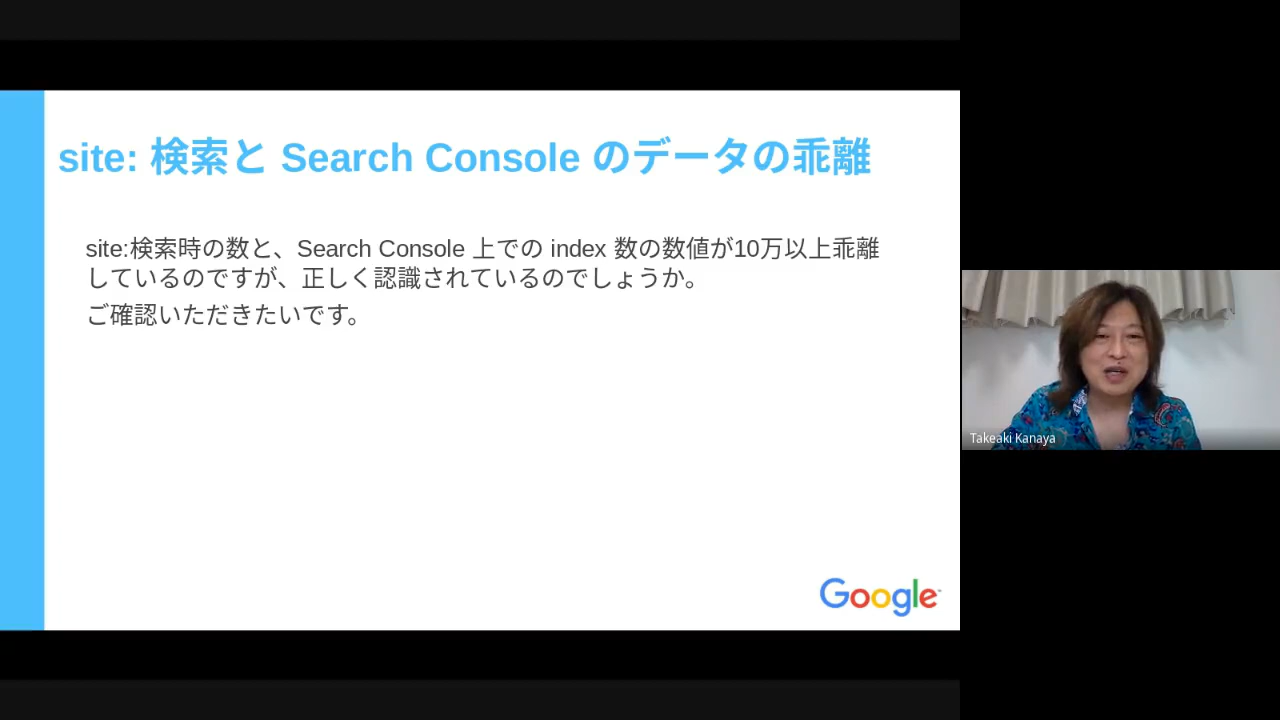 site: 検索と Search Console のデータの乖離
site:検索時の数と、Search Console 上での index 数の数値が10万以上乖離
しているのですが、正しく認識されているのでしょうか。
ご確認いただきたいです。
Google
Takeaki Kanaya